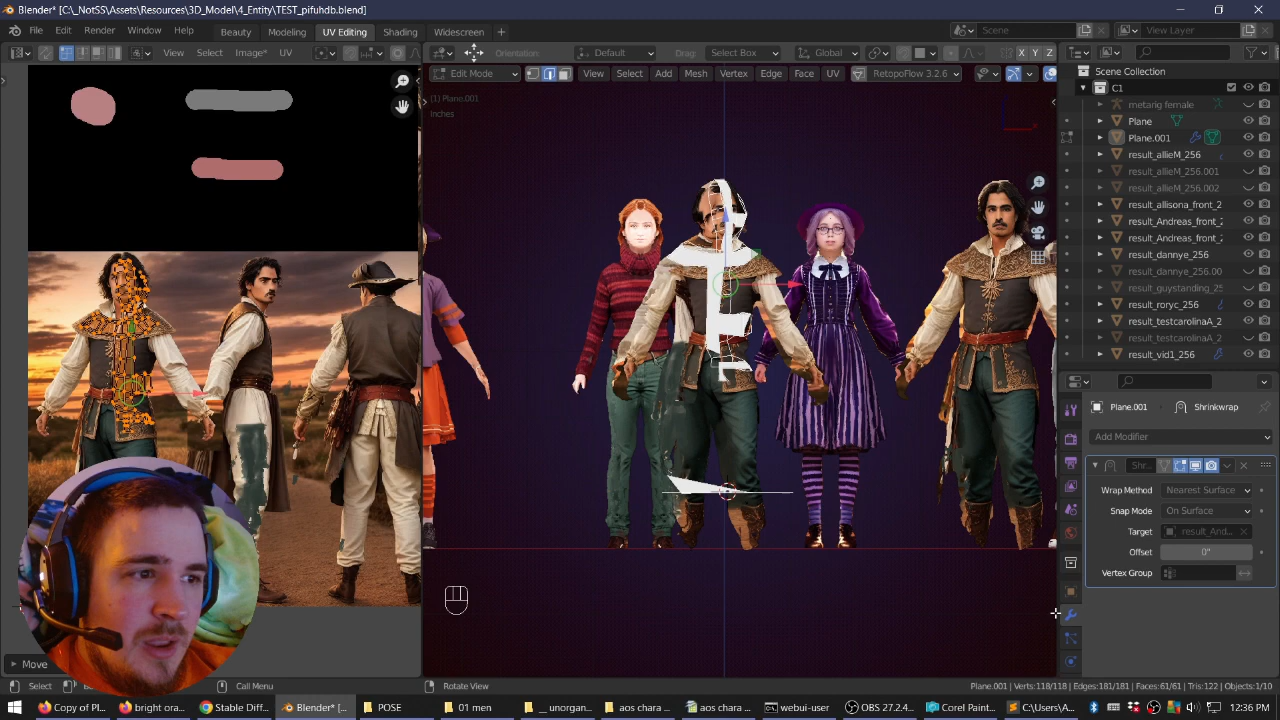 Blender* [C:\_NotSS\Assets\Resources\3D_Model\4_Entity\TEST_pifuhdb.blend]
File Edit Render Window Help Beauty Modeling UV Editing Shading Widescreen + Scene View Layer
View Select Image* UV Orientation: Default Drag: Select Box Global X Y Z
Edit Mode View Select Add Mesh Vertex Edge Face UV RetopoFlow 3.2.6
(1) Plane.001
Inches
Scene Collection
C1
metarig female
Plane
Plane.001
result_allieM_256
result_allieM_256.001
result_allieM_256.002
result_allisona_front_2
result_Andreas_front_2
result_Andreas_front_2
result_dannye_256
result_dannye_256.00
result_guystanding_25
result_roryc_256
result_testcarolinaA_2
result_testcarolinaA_2
result_vid1_256
Plane.001 Shrinkwrap
Add Modifier
Shr...
Wrap Method Nearest Surface
Snap Mode On Surface
Target result_And...
Offset 0"
Vertex Group
Move
Select Call Menu Rotate View Plane.001 | Verts:118/118 | Edges:181/181 | Faces:61/61 | Tris:122 | Objects:1/10
Copy of Pl... bright ora... Stable Diff... Blender* [... POSE 01 men __ unorgan... aos chara ... aos chara ... webui-user OBS 27.2.4... Corel Paint... C:\Users\A... 12:36 PM